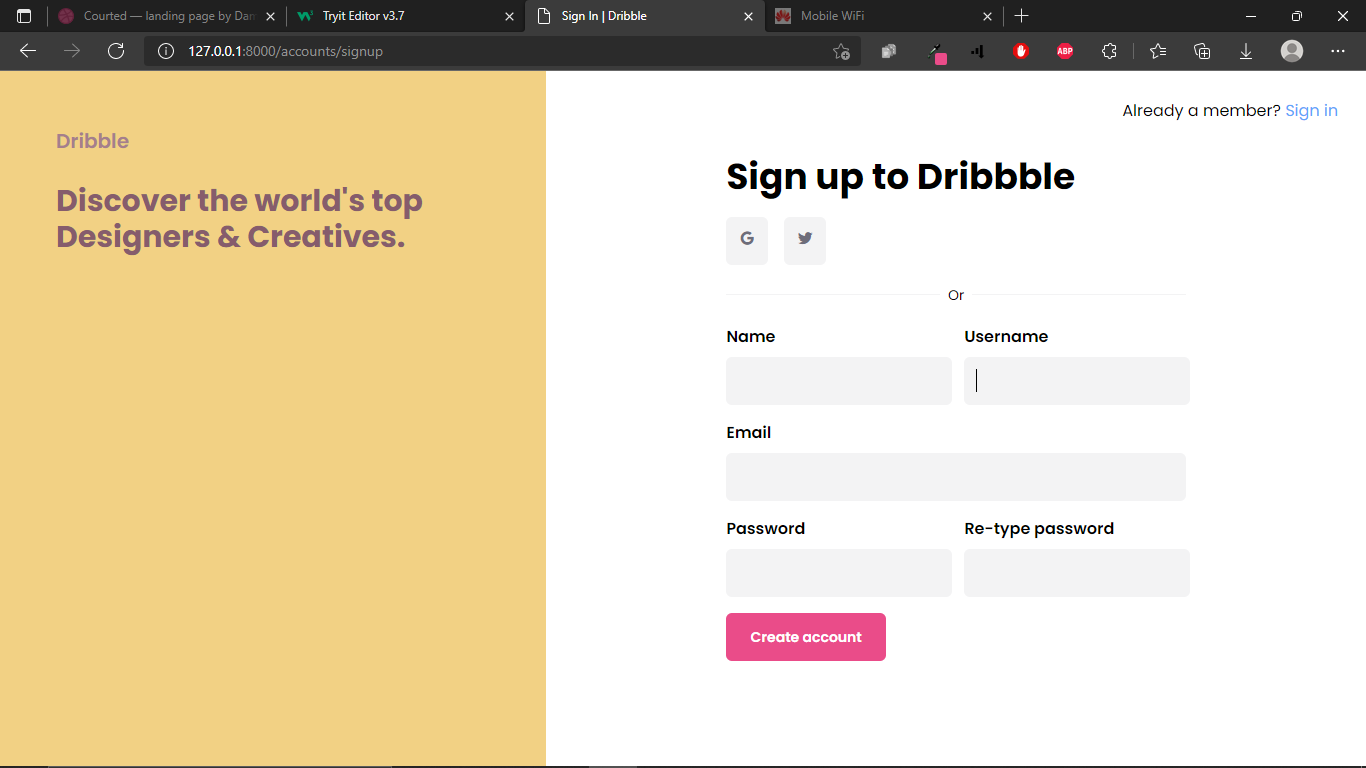 Courted — landing page by Dan
Tryit Editor v3.7
Sign In | Dribble
Mobile WiFi
127.0.0.1:8000/accounts/signup
ABP
Dribble
Discover the world's top
Designers & Creatives.
Already a member? Sign in
Sign up to Dribbble
G
Or
Name Username
Email
Password Re-type password
Create account